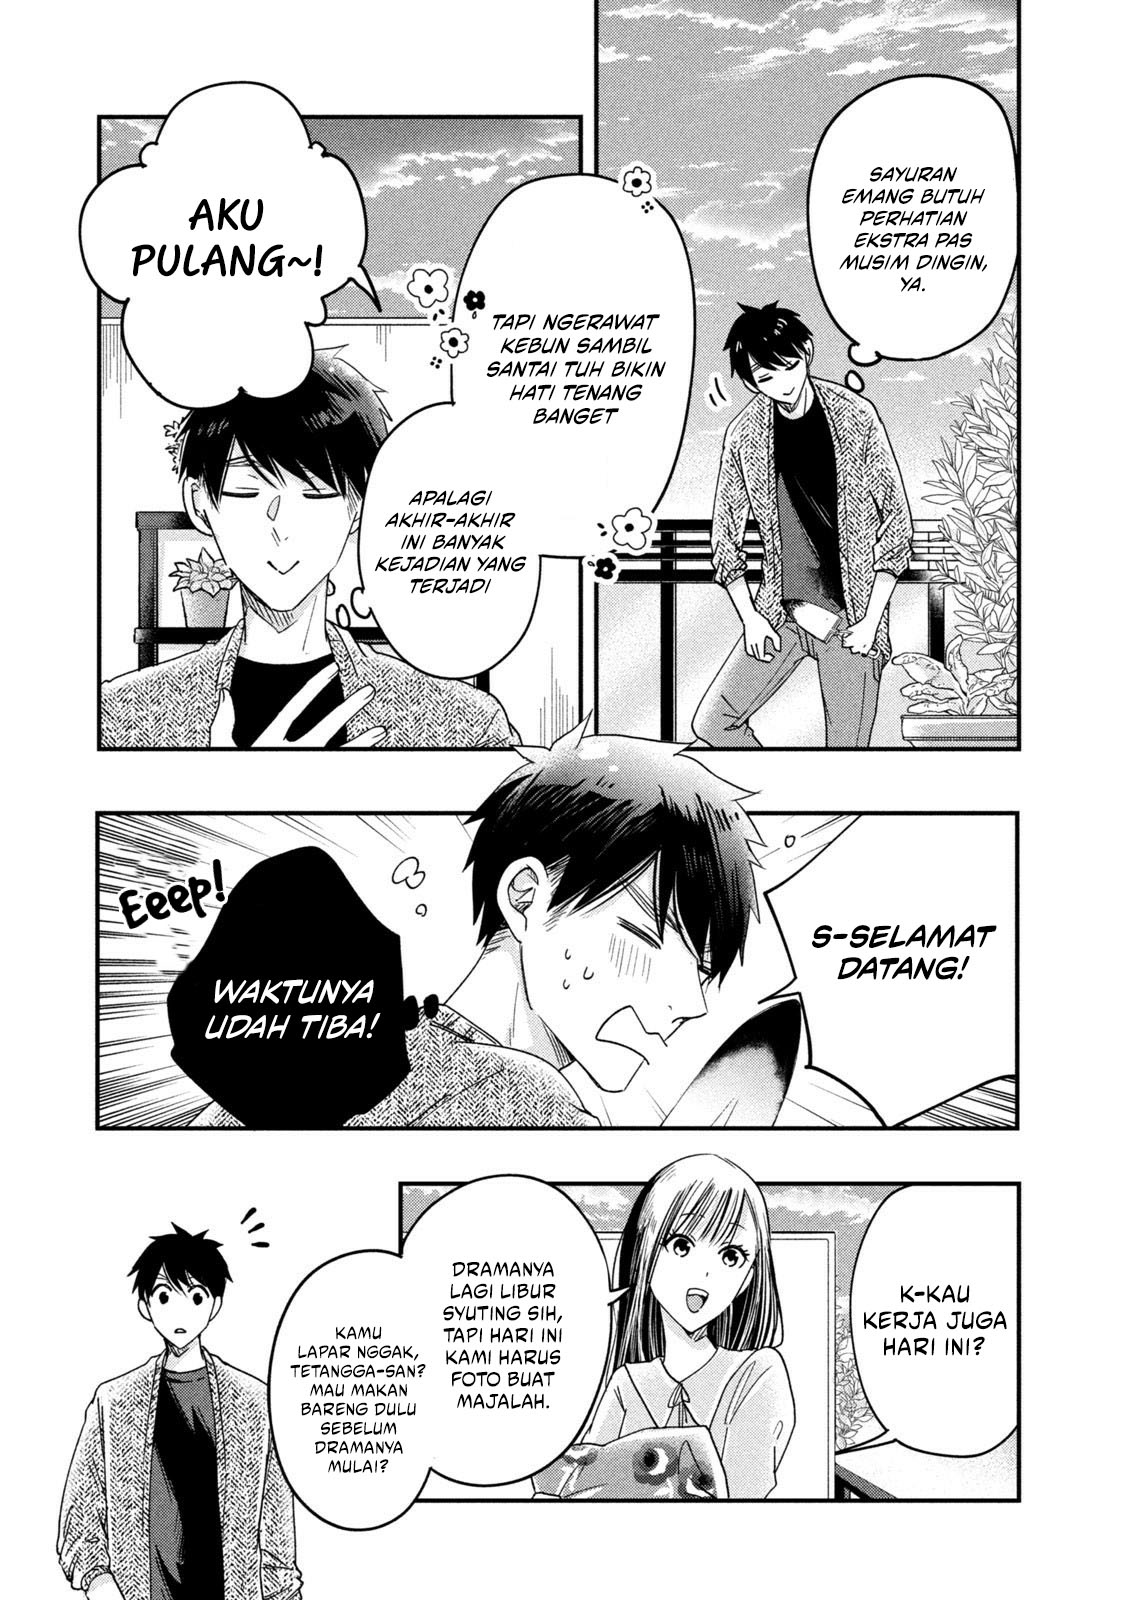 SAYURAN
EMANG BUTUH
PERHATIAN
EKSTRA PAS
MUSIM DINGIN,
YA.
TAPI NGERAWAT
KEBUN SAMBIL
SANTAI TUH BIKIN
HATI TENANG
BANGET
APALAGI
AKHIR-AKHIR
INI BANYAK
KEJADIAN YANG
TERJADI
AKU
PULANG~!
S-SELAMAT
DATANG!
WAKTUNYA
UDAH TIBA!
Eeep!
K-KAU
KERJA JUGA
HARI INI?
DRAMANYA
LAGI LIBUR
SYUTING SIH,
TAPI HARI INI
KAMI HARUS
FOTO BUAT
MAJALAH.
KAMU
LAPAR NGGAK,
TETANGGA-SAN?
MAU MAKAN
BARENG DULU
SEBELUM
DRAMANYA
MULAI?